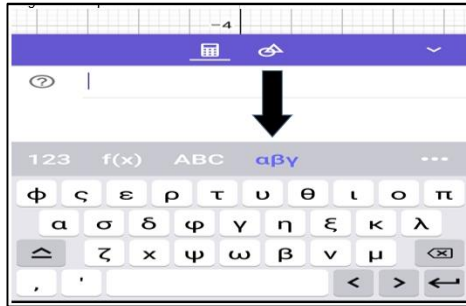 -4
123 f(x) ABC αβγ ...
φ ς ε ρ τ υ θ ι ο π
α σ δ φ γ η ξ κ λ
ζ χ ψ ω β ν μ
, ' < >